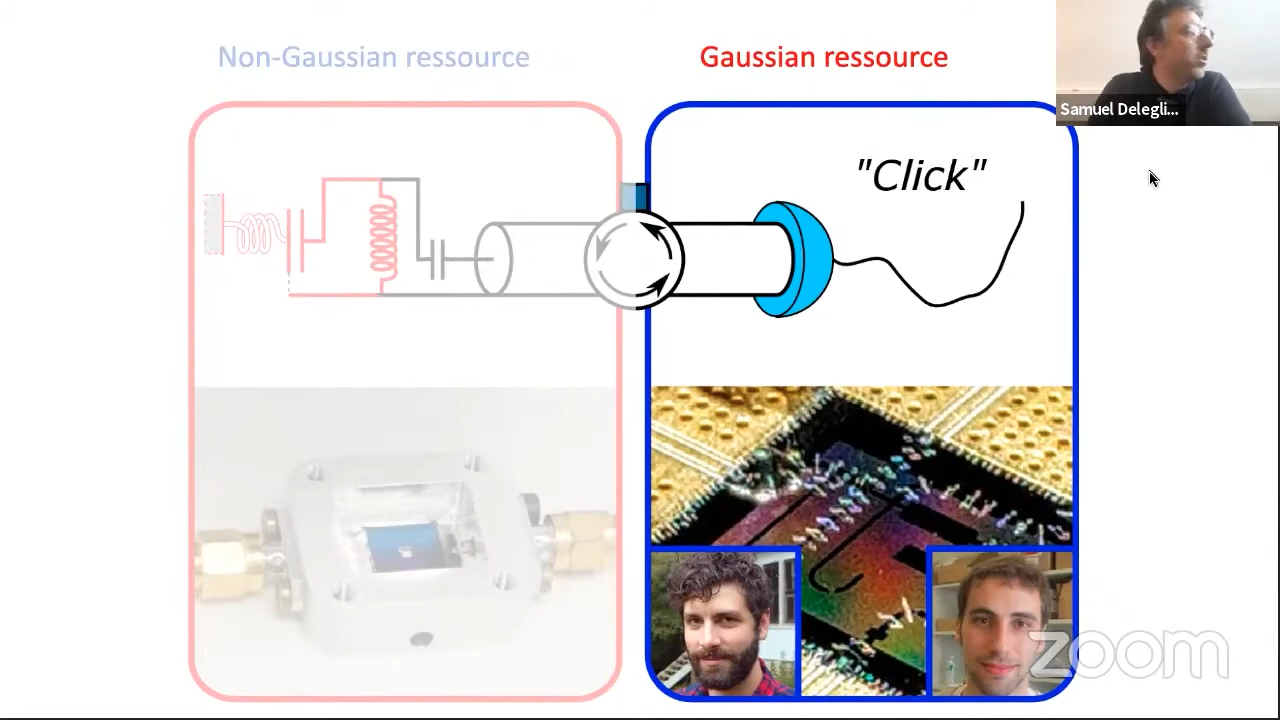 Non-Gaussian ressource
Gaussian ressource
Samuel Delegli...
"Click"
zoom